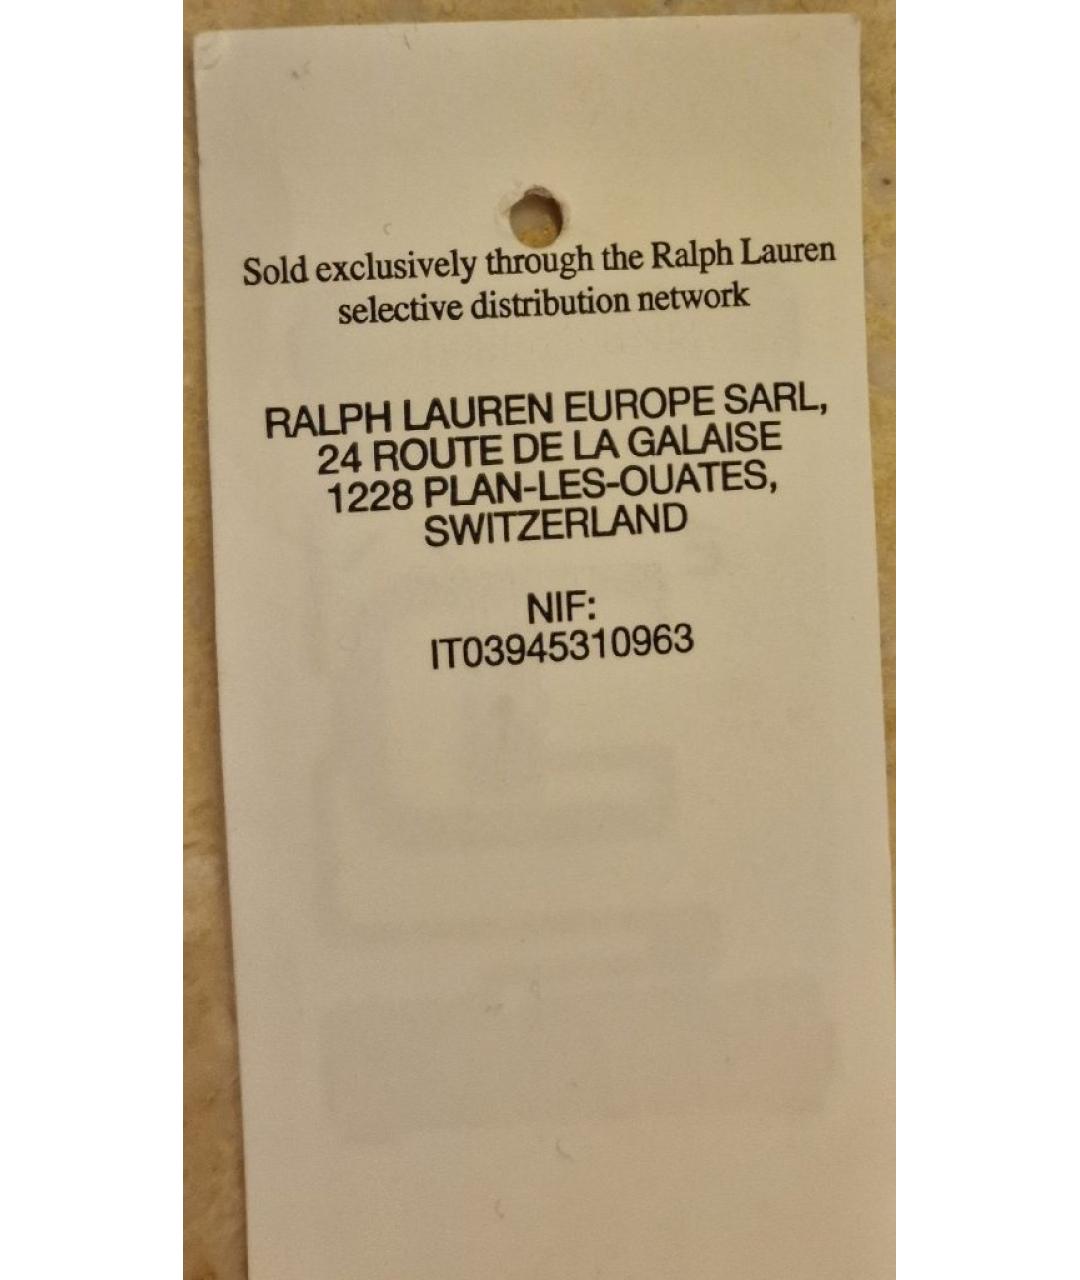 Sold exclusively through the Ralph Lauren
selective distribution network
RALPH LAUREN EUROPE SARL,
24 ROUTE DE LA GALAISE
1228 PLAN-LES-OUATES,
SWITZERLAND
NIF:
IT03945310963